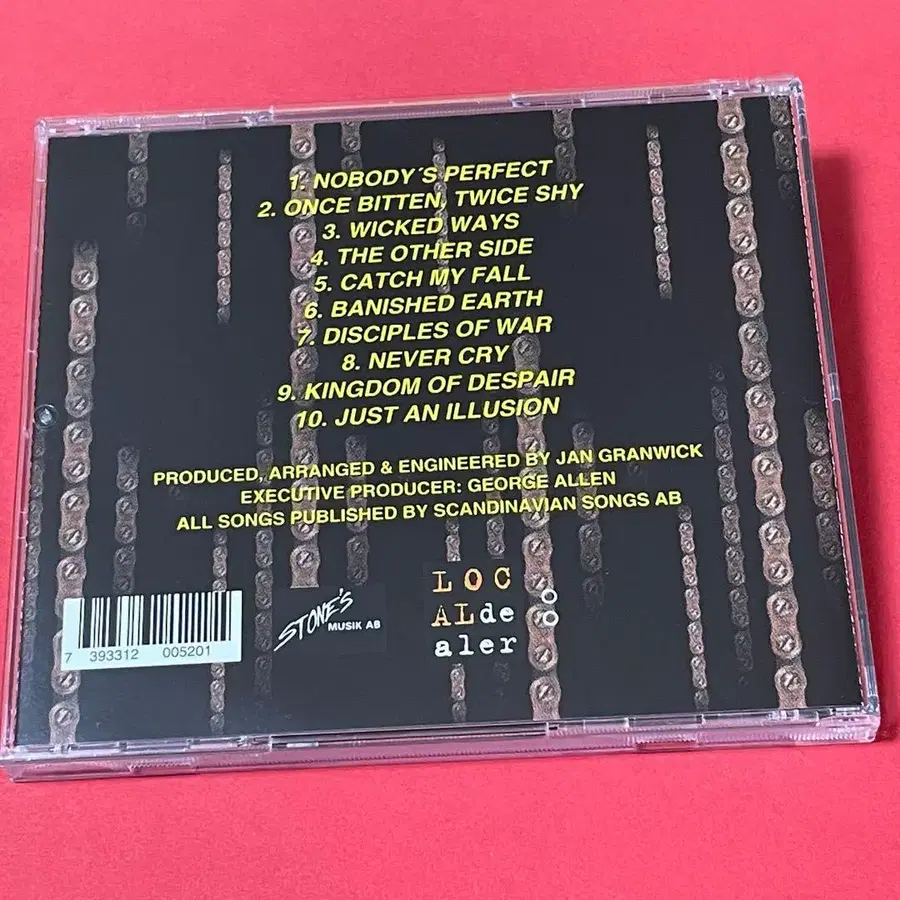 1. NOBODY´S PERFECT
2. ONCE BITTEN, TWICE SHY
3. WICKED WAYS
4. THE OTHER SIDE
5. CATCH MY FALL
6. BANISHED EARTH
7. DISCIPLES OF WAR
8. NEVER CRY
9. KINGDOM OF DESPAIR
10. JUST AN ILLUSION
PRODUCED, ARRANGED & ENGINEERED BY JAN GRANWICK
EXECUTIVE PRODUCER: GEORGE ALLEN
ALL SONGS PUBLISHED BY SCANDINAVIAN SONGS AB
7 393312 005201
STONE'S
MUSIK AB
LOC
ALde
aler